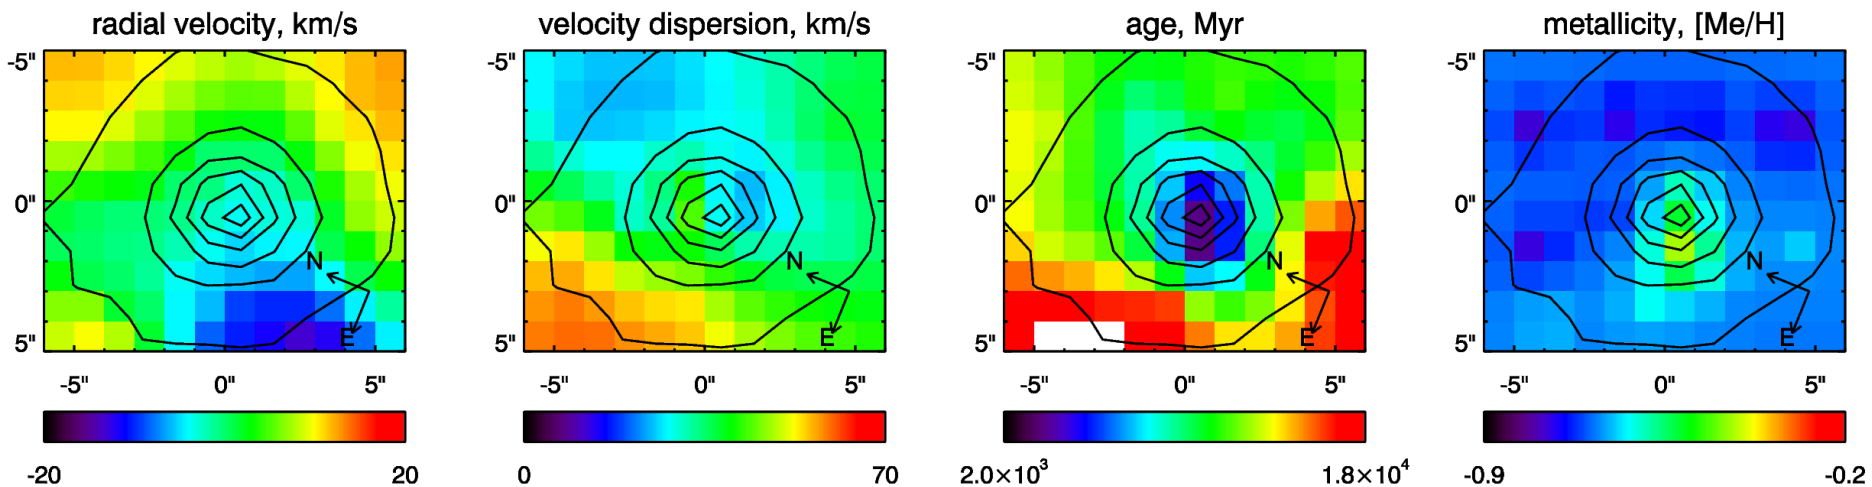 radial velocity, km/s
-5"
0"
5"
N
E
-5" 0" 5"
-20 20
velocity dispersion, km/s
-5"
0"
5"
N
E
-5" 0" 5"
0 70
age, Myr
-5"
0"
5"
N
E
-5" 0" 5"
2.0×10³ 1.8×10⁴
metallicity, [Me/H]
-5"
0"
5"
N
E
-5" 0" 5"
-0.9 -0.2